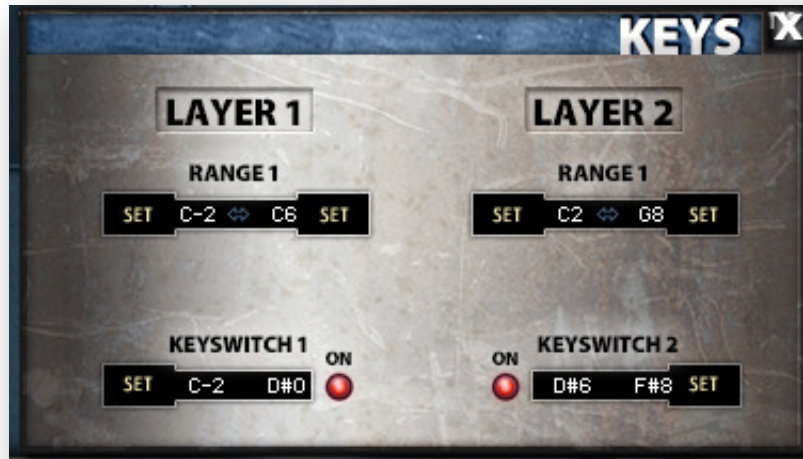 KEYS X
LAYER 1 LAYER 2
RANGE 1 RANGE 1
SET C-2 ⇔ C6 SET SET C2 ⇔ G8 SET
KEYSWITCH 1 ON ON KEYSWITCH 2
SET C-2 D#0 D#6 F#8 SET